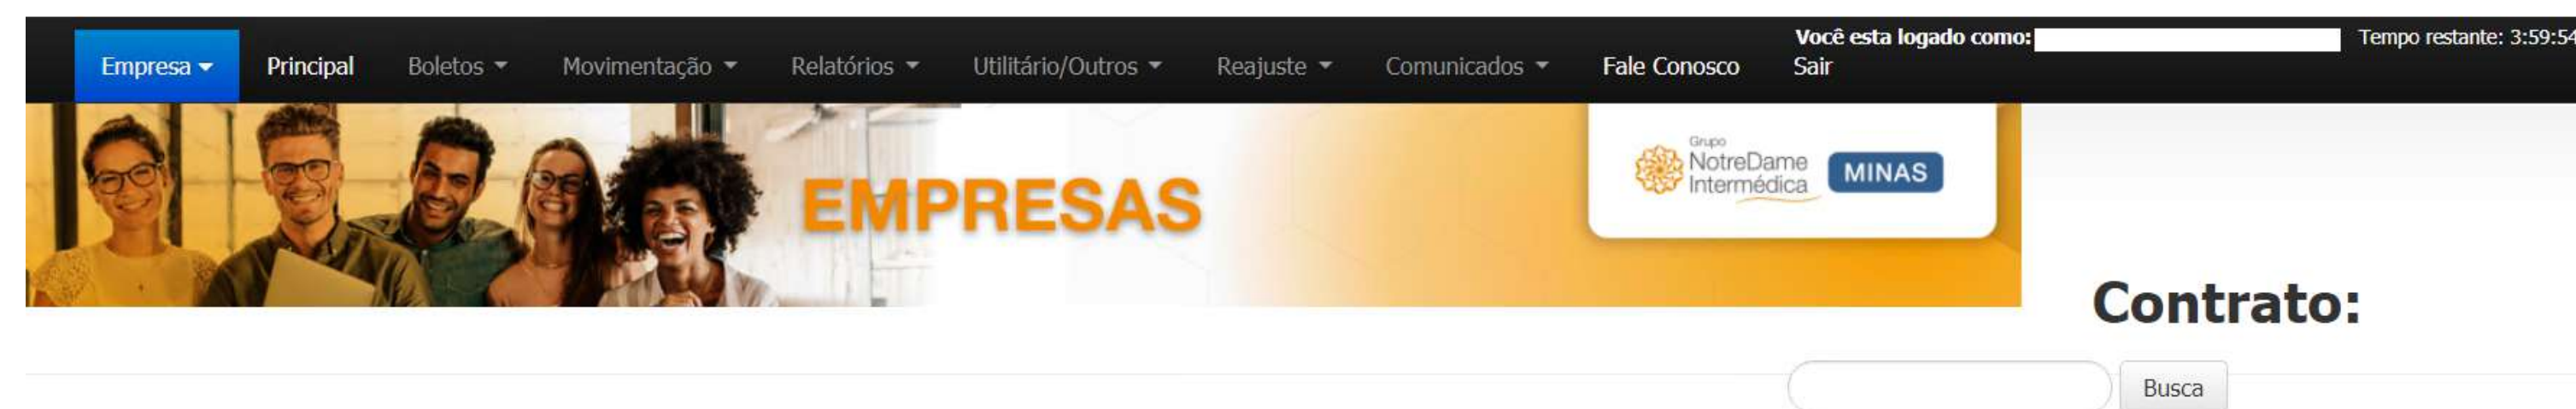 Você esta logado como: Tempo restante: 3:59:54
Empresa Principal Boletos Movimentação Relatórios Utilitário/Outros Reajuste Comunicados Fale Conosco Sair
EMPRESAS
Grupo
NotreDame
Intermédica
MINAS
Contrato:
Busca